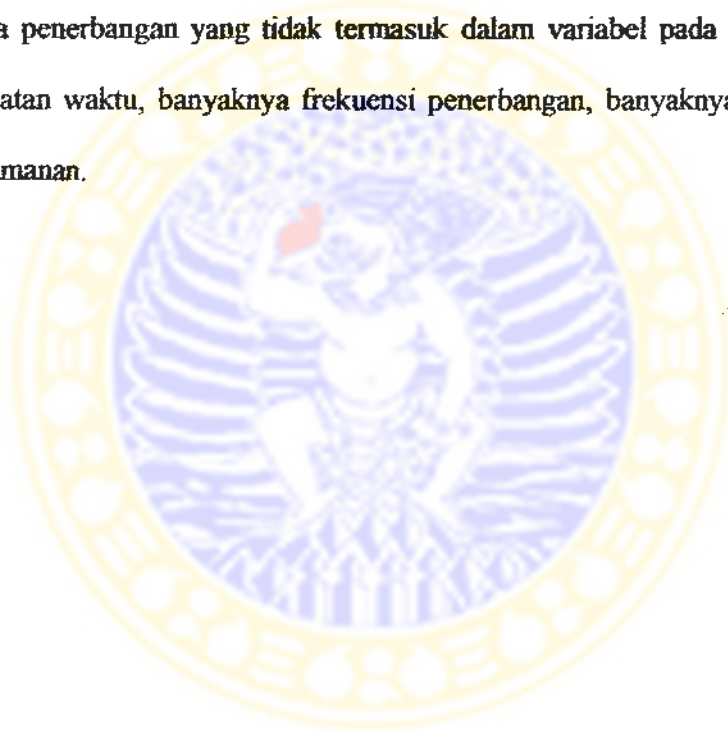 penerbangan yang tidak termasuk dalam variabel pada
atan waktu, banyaknya frekuensi penerbangan, banyaknya
manan.